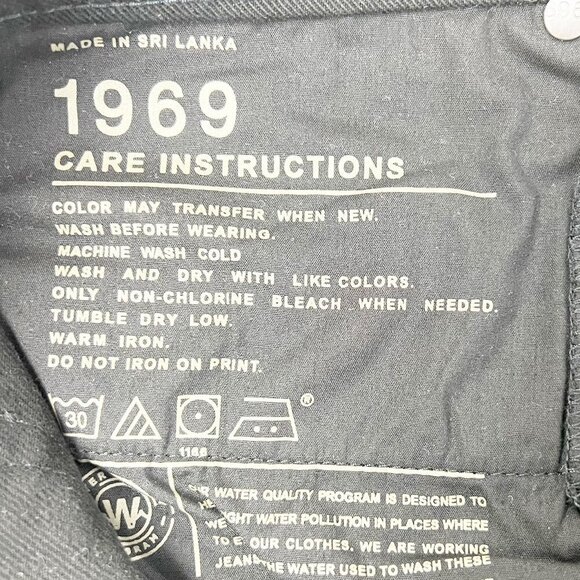 MADE IN SRI LANKA
1969
CARE INSTRUCTIONS
COLOR MAY TRANSFER WHEN NEW.
WASH BEFORE WEARING.
MACHINE WASH COLD
WASH AND DRY WITH LIKE COLORS.
ONLY NON-CHLORINE BLEACH WHEN NEEDED.
TUMBLE DRY LOW.
WARM IRON.
DO NOT IRON ON PRINT.
30
®
W
WATER QUALITY PROGRAM IS DESIGNED TO
WATER POLLUTION IN PLACES WHERE
OUR CLOTHES. WE ARE WORKING
THE WATER USED TO WASH THESE